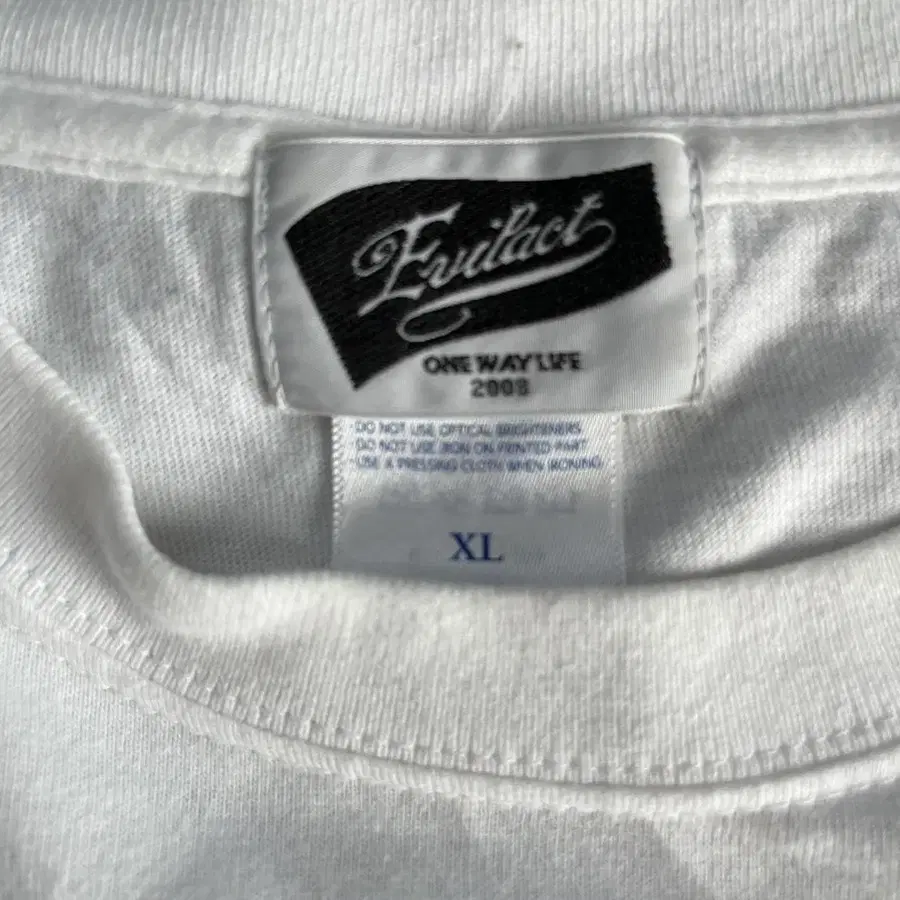 Evilact
ONE WAY LIFE
2008
DO NOT USE OPTICAL BRIGHTENERS
DO NOT USE IRON ON PRINTED PART
USE A PRESSING CLOTH WHEN IRONING
XL